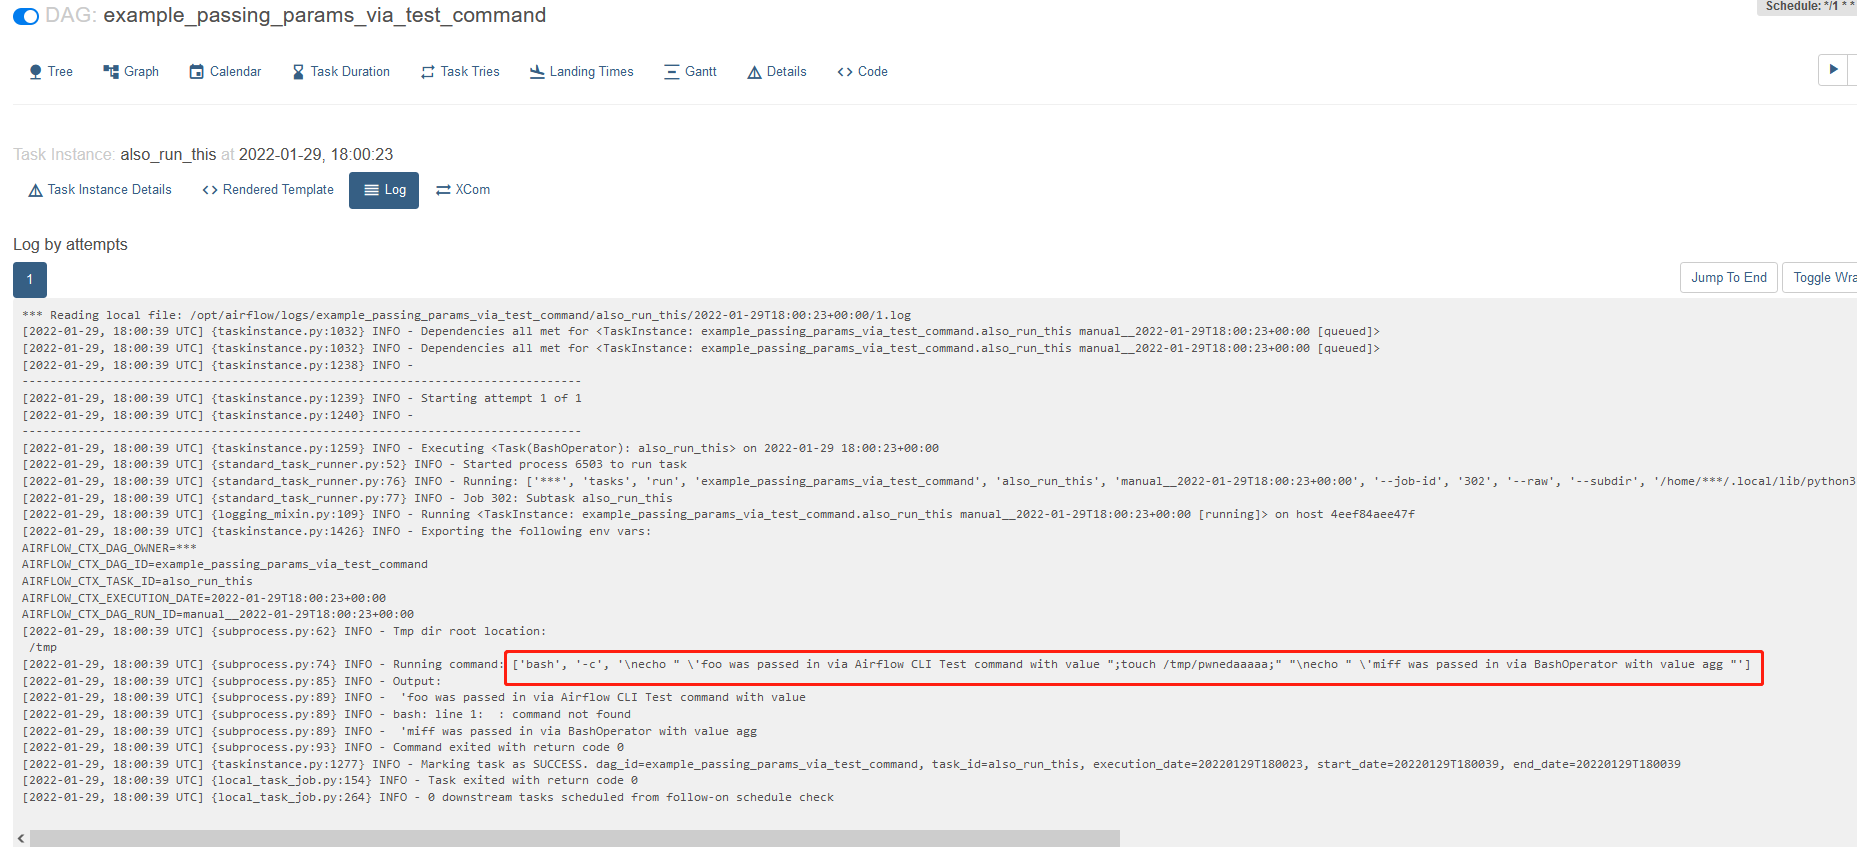 DAG: example_passing_params_via_test_command
Schedule: */1 * *
Tree Graph Calendar Task Duration Task Tries Landing Times Gantt Details Code
Task Instance: also_run_this at 2022-01-29, 18:00:23
Task Instance Details Rendered Template Log XCom
Log by attempts
1
Jump To End Toggle Wra
*** Reading local file: /opt/airflow/logs/example_passing_params_via_test_command/also_run_this/2022-01-29T18:00:23+00:00/1.log
[2022-01-29, 18:00:39 UTC] {taskinstance.py:1032} INFO - Dependencies all met for <TaskInstance: example_passing_params_via_test_command.also_run_this manual__2022-01-29T18:00:23+00:00 [queued]>
[2022-01-29, 18:00:39 UTC] {taskinstance.py:1032} INFO - Dependencies all met for <TaskInstance: example_passing_params_via_test_command.also_run_this manual__2022-01-29T18:00:23+00:00 [queued]>
[2022-01-29, 18:00:39 UTC] {taskinstance.py:1238} INFO -
--------------------------------------------------------------------------------
[2022-01-29, 18:00:39 UTC] {taskinstance.py:1239} INFO - Starting attempt 1 of 1
[2022-01-29, 18:00:39 UTC] {taskinstance.py:1240} INFO -
--------------------------------------------------------------------------------
[2022-01-29, 18:00:39 UTC] {taskinstance.py:1259} INFO - Executing <Task(BashOperator): also_run_this> on 2022-01-29 18:00:23+00:00
[2022-01-29, 18:00:39 UTC] {standard_task_runner.py:52} INFO - Started process 6503 to run task
[2022-01-29, 18:00:39 UTC] {standard_task_runner.py:76} INFO - Running: ['***', 'tasks', 'run', 'example_passing_params_via_test_command', 'also_run_this', 'manual__2022-01-29T18:00:23+00:00', '--job-id', '302', '--raw', '--subdir', '/home/***/.local/lib/python3
[2022-01-29, 18:00:39 UTC] {standard_task_runner.py:77} INFO - Job 302: Subtask also_run_this
[2022-01-29, 18:00:39 UTC] {logging_mixin.py:109} INFO - Running <TaskInstance: example_passing_params_via_test_command.also_run_this manual__2022-01-29T18:00:23+00:00 [running]> on host 4eef84aee47f
[2022-01-29, 18:00:39 UTC] {taskinstance.py:1426} INFO - Exporting the following env vars:
AIRFLOW_CTX_DAG_OWNER=***
AIRFLOW_CTX_DAG_ID=example_passing_params_via_test_command
AIRFLOW_CTX_TASK_ID=also_run_this
AIRFLOW_CTX_EXECUTION_DATE=2022-01-29T18:00:23+00:00
AIRFLOW_CTX_DAG_RUN_ID=manual__2022-01-29T18:00:23+00:00
[2022-01-29, 18:00:39 UTC] {subprocess.py:62} INFO - Tmp dir root location:
 /tmp
[2022-01-29, 18:00:39 UTC] {subprocess.py:74} INFO - Running command: ['bash', '-c', '\necho " \'foo was passed in via Airflow CLI Test command with value ";touch /tmp/pwnedaaaaa;" "\necho " \'miff was passed in via BashOperator with value agg "']
[2022-01-29, 18:00:39 UTC] {subprocess.py:85} INFO - Output:
[2022-01-29, 18:00:39 UTC] {subprocess.py:89} INFO -  'foo was passed in via Airflow CLI Test command with value
[2022-01-29, 18:00:39 UTC] {subprocess.py:89} INFO - bash: line 1:  : command not found
[2022-01-29, 18:00:39 UTC] {subprocess.py:89} INFO -  'miff was passed in via BashOperator with value agg
[2022-01-29, 18:00:39 UTC] {subprocess.py:93} INFO - Command exited with return code 0
[2022-01-29, 18:00:39 UTC] {taskinstance.py:1277} INFO - Marking task as SUCCESS. dag_id=example_passing_params_via_test_command, task_id=also_run_this, execution_date=20220129T180023, start_date=20220129T180039, end_date=20220129T180039
[2022-01-29, 18:00:39 UTC] {local_task_job.py:154} INFO - Task exited with return code 0
[2022-01-29, 18:00:39 UTC] {local_task_job.py:264} INFO - 0 downstream tasks scheduled from follow-on schedule check